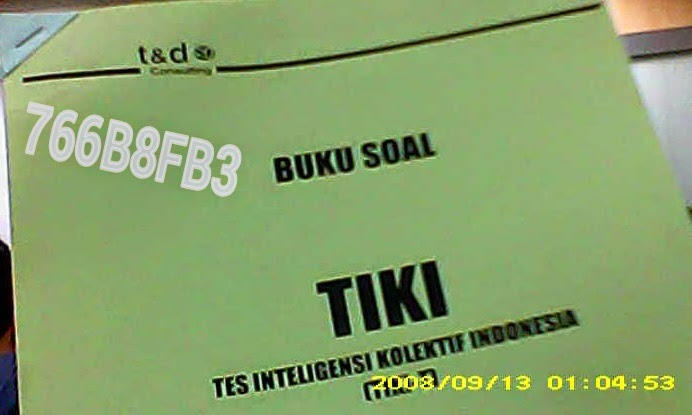 t&d
Consulting
766B8FB3
BUKU SOAL
TIKI
TES INTELIGENSI KOLEKTIF INDONESIA
2008/09/13 01:04:53